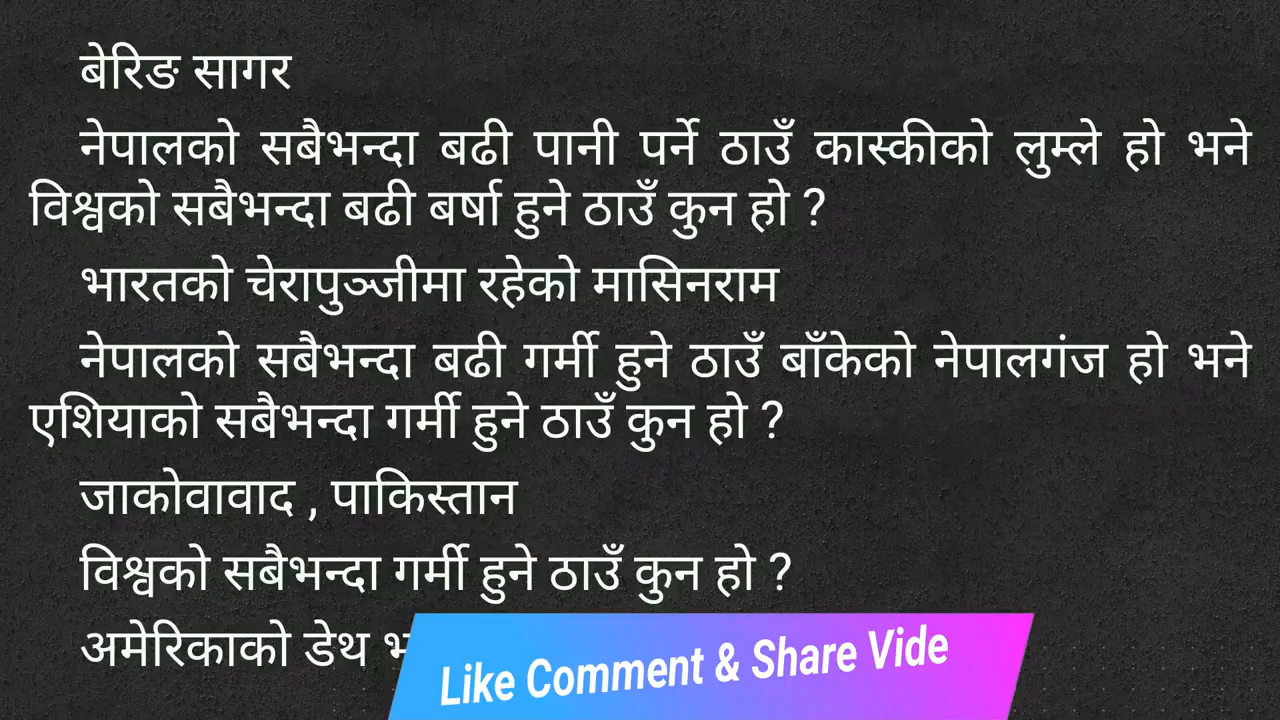 बेरिङ सागर
नेपालको सबैभन्दा बढी पानी पर्ने ठाउँ कास्कीको लुम्ले हो भने
विश्वको सबैभन्दा बढी बर्षा हुने ठाउँ कुन हो ?
भारतको चेरापुञ्जीमा रहेको मासिनराम
नेपालको सबैभन्दा बढी गर्मी हुने ठाउँ बाँकेको नेपालगंज हो भने
एशियाको सबैभन्दा गर्मी हुने ठाउँ कुन हो ?
जाकोवावाद , पाकिस्तान
विश्वको सबैभन्दा गर्मी हुने ठाउँ कुन हो ?
अमेरिकाको डेथ
Like Comment & Share Vide